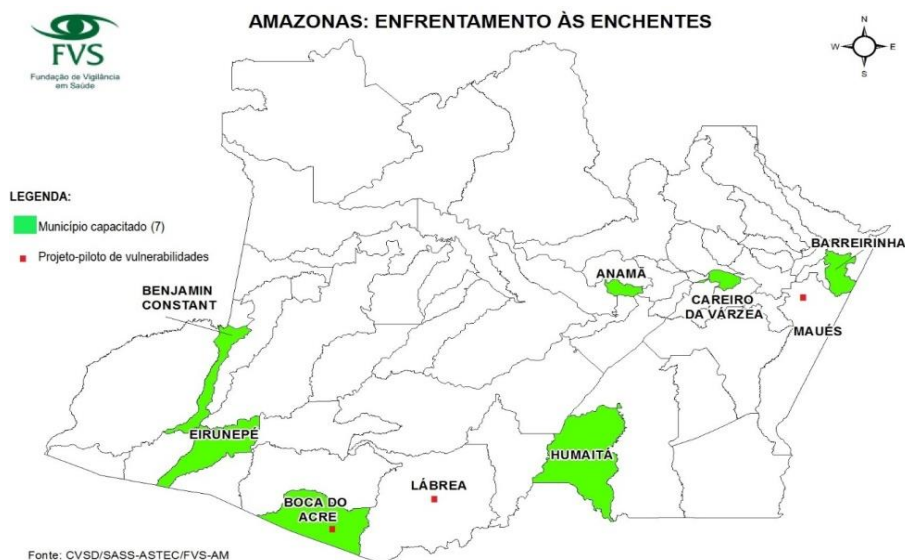 AMAZONAS: ENFRENTAMENTO ÀS ENCHENTES
FVS
Fundação de Vigilância
em Saúde
N
W
E
S
LEGENDA:
Município capacitado (7)
Projeto-piloto de vulnerabilidades
BENJAMIN
CONSTANT
BARREIRINHA
ANAMÃ
CAREIRO
DA VÁRZEA
MAUÉS
EIRUNEPÉ
HUMAITÁ
LÁBREA
BOCA DO
ACRE
Fonte: CVSD/SASS-ASTEC/FVS-AM